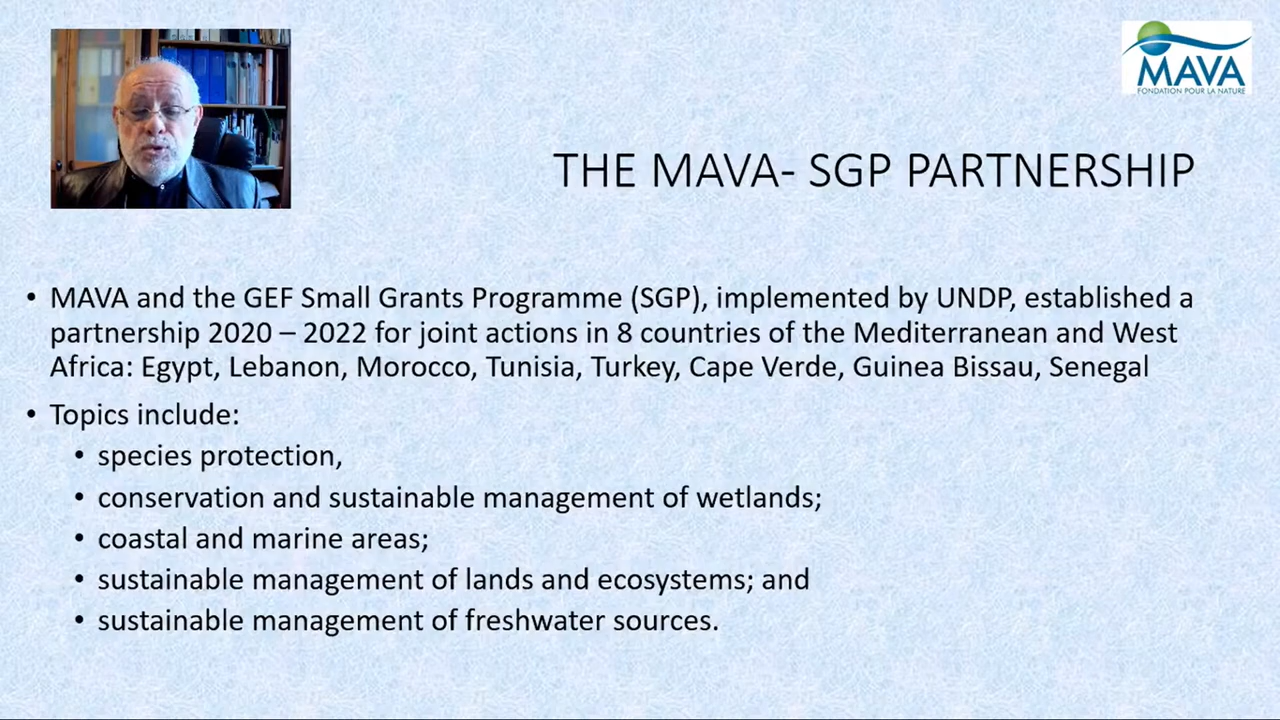 MAVA
FONDATION POUR LA NATURE
THE MAVA- SGP PARTNERSHIP
• MAVA and the GEF Small Grants Programme (SGP), implemented by UNDP, established a
partnership 2020 – 2022 for joint actions in 8 countries of the Mediterranean and West
Africa: Egypt, Lebanon, Morocco, Tunisia, Turkey, Cape Verde, Guinea Bissau, Senegal
• Topics include:
• species protection,
• conservation and sustainable management of wetlands;
• coastal and marine areas;
• sustainable management of lands and ecosystems; and
• sustainable management of freshwater sources.